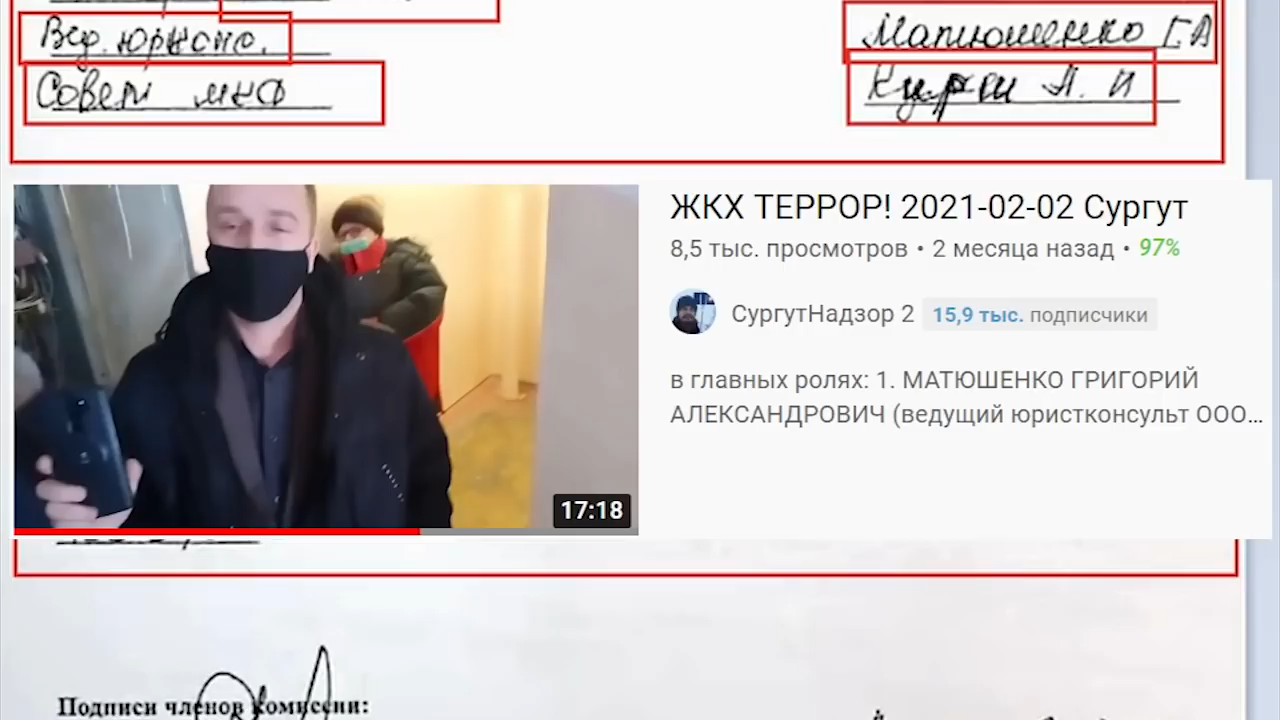 Вед. юрисконс.
Матюшенко Г.А
Совет мкд
А. И
ЖКХ ТЕРРОР! 2021-02-02 Сургут
8,5 тыс. просмотров • 2 месяца назад • 97%
СургутНадзор 2 15,9 тыс. подписчики
в главных ролях: 1. МАТЮШЕНКО ГРИГОРИЙ
АЛЕКСАНДРОВИЧ (ведущий юристконсульт ООО...
17:18
Подписи членов комиссии: